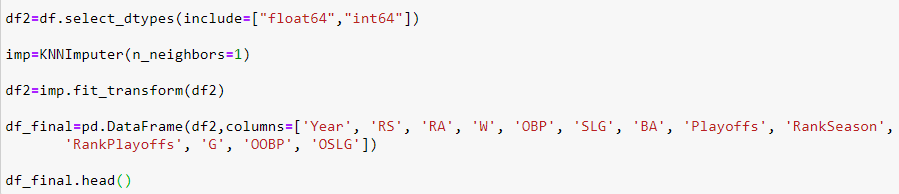 df2=df.select_dtypes(include=["float64","int64"])
imp=KNNImputer(n_neighbors=1)
df2=imp.fit_transform(df2)
df_final=pd.DataFrame(df2,columns=['Year', 'RS', 'RA', 'W', 'OBP', 'SLG', 'BA', 'Playoffs', 'RankSeason',
'RankPlayoffs', 'G', 'OOBP', 'OSLG'])
df_final.head()